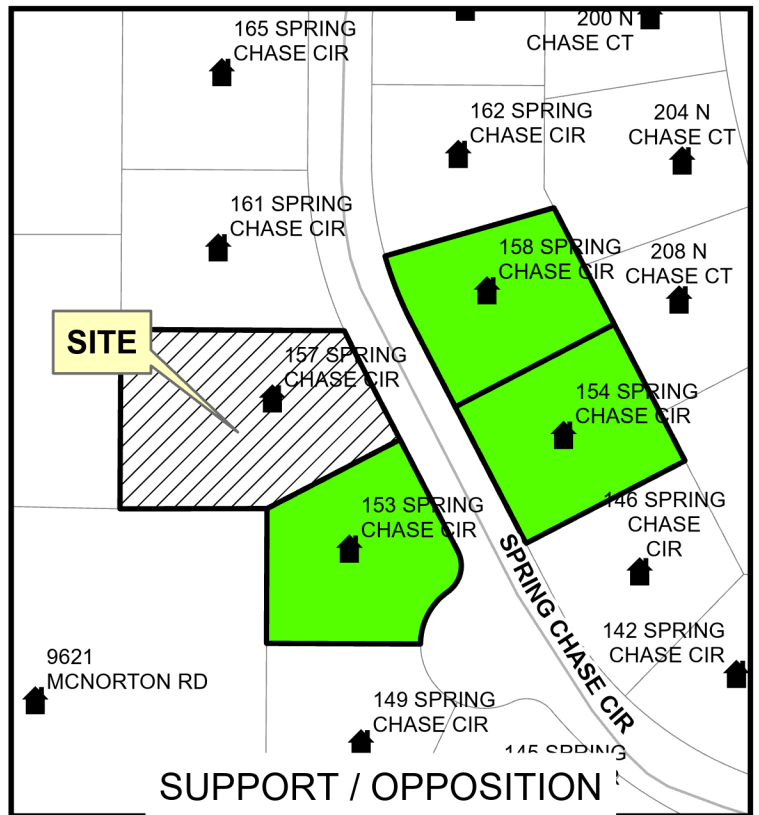 165 SPRING
CHASE CIR
200 N
CHASE CT
162 SPRING
CHASE CIR
204 N
CHASE CT
161 SPRING
CHASE CIR
158 SPRING
CHASE CIR
208 N
CHASE CT
SITE
157 SPRING
CHASE CIR
154 SPRING
CHASE CIR
153 SPRING
CHASE CIR
146 SPRING
CHASE
CIR
SPRING CHASE CIR
142 SPRING
CHASE CIR
9621
MCNORTON RD
149 SPRING
CHASE CIR
145 SPRING
SUPPORT / OPPOSITION